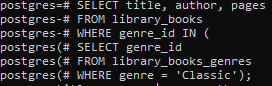 postgres=# SELECT title, author, pages
postgres-# FROM library_books
postgres-# WHERE genre_id IN (
postgres(# SELECT genre_id
postgres(# FROM library_books_genres
postgres(# WHERE genre = 'Classic');